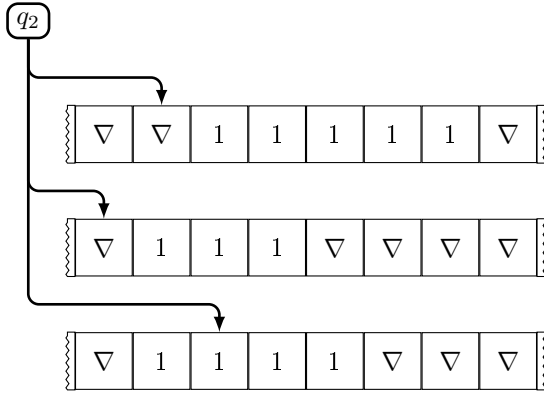 q₂
∇ ∇ 1 1 1 1 1 ∇
∇ 1 1 1 ∇ ∇ ∇ ∇
∇ 1 1 1 1 ∇ ∇ ∇